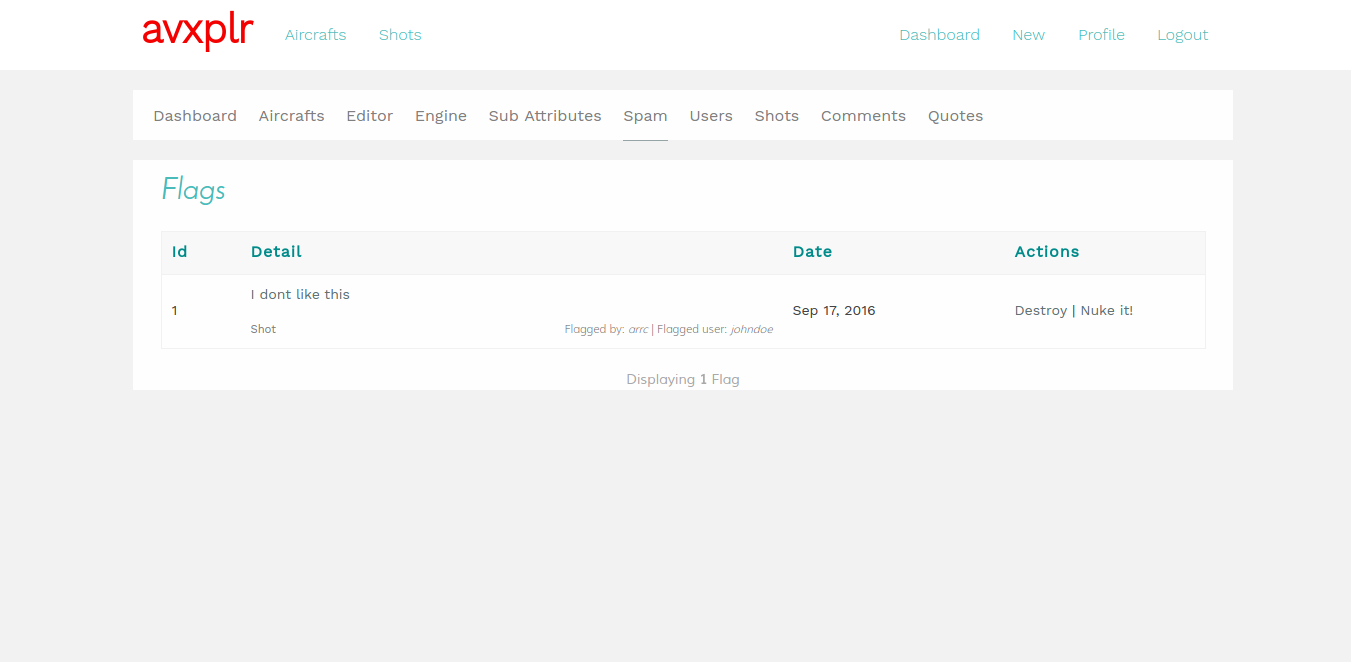 avxplr Aircrafts Shots Dashboard New Profile Logout
Dashboard Aircrafts Editor Engine Sub Attributes Spam Users Shots Comments Quotes
Flags
Id Detail Date Actions
I dont like this
1 Sep 17, 2016 Destroy | Nuke it!
Shot Flagged by: arrc | Flagged user: johndoe
Displaying 1 Flag